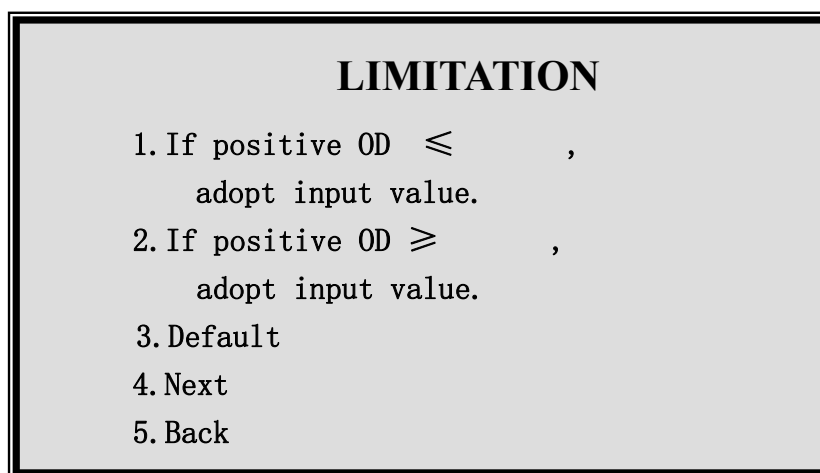 LIMITATION
1.If positive OD ≤ ,
adopt input value.
2.If positive OD ≥ ,
adopt input value.
3.Default
4.Next
5.Back